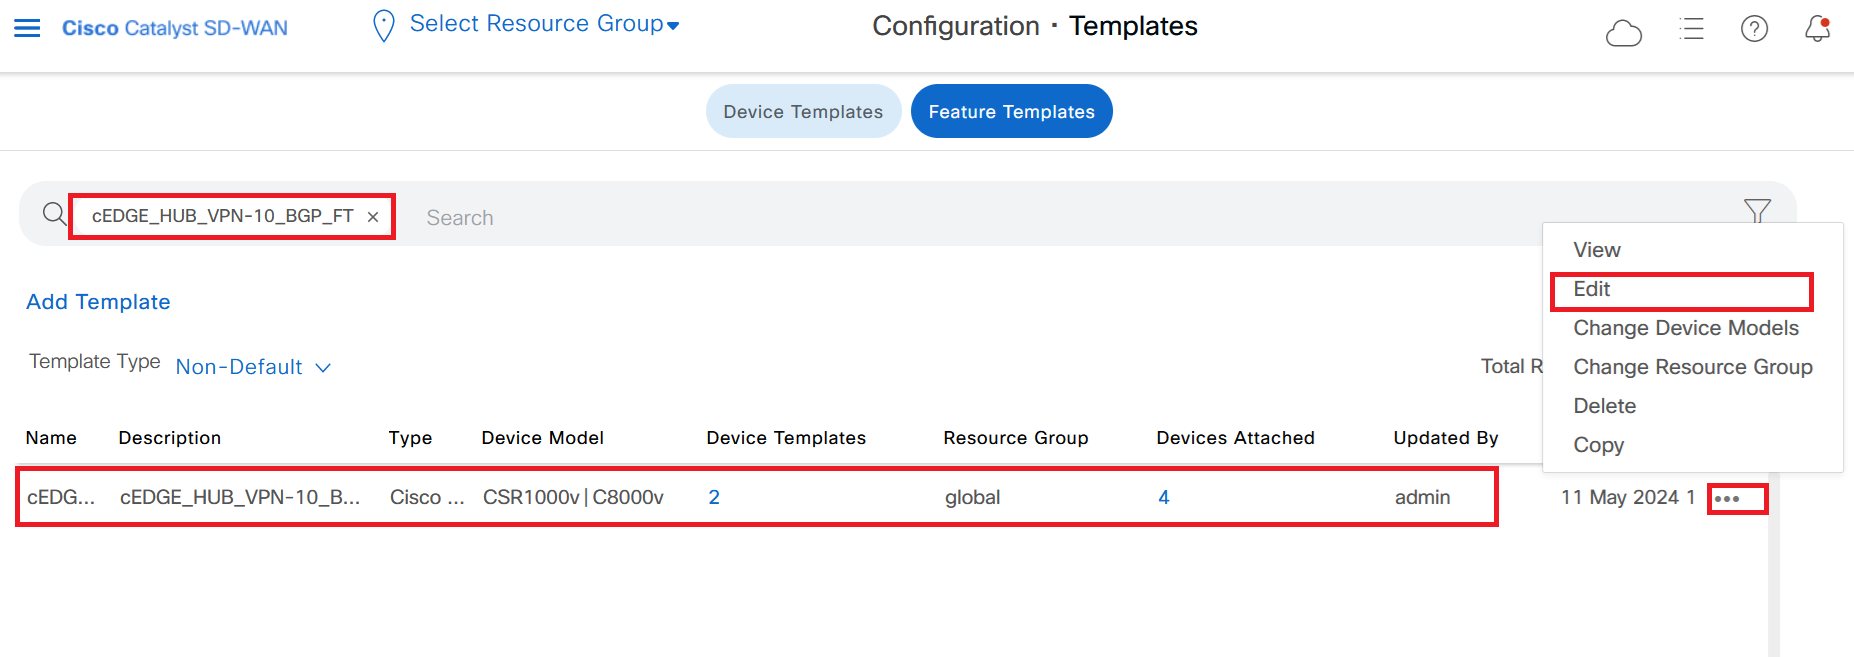 Cisco Catalyst SD-WAN
Select Resource Group
Configuration · Templates
Device Templates
Feature Templates
cEDGE_HUB_VPN-10_BGP_FT ×
Search
View
Edit
Change Device Models
Change Resource Group
Delete
Copy
Add Template
Template Type Non-Default
Total R
Name Description Type Device Model Device Templates Resource Group Devices Attached Updated By
cEDG... cEDGE_HUB_VPN-10_B... Cisco ... CSR1000v|C8000v 2 global 4 admin 11 May 2024 1 •••